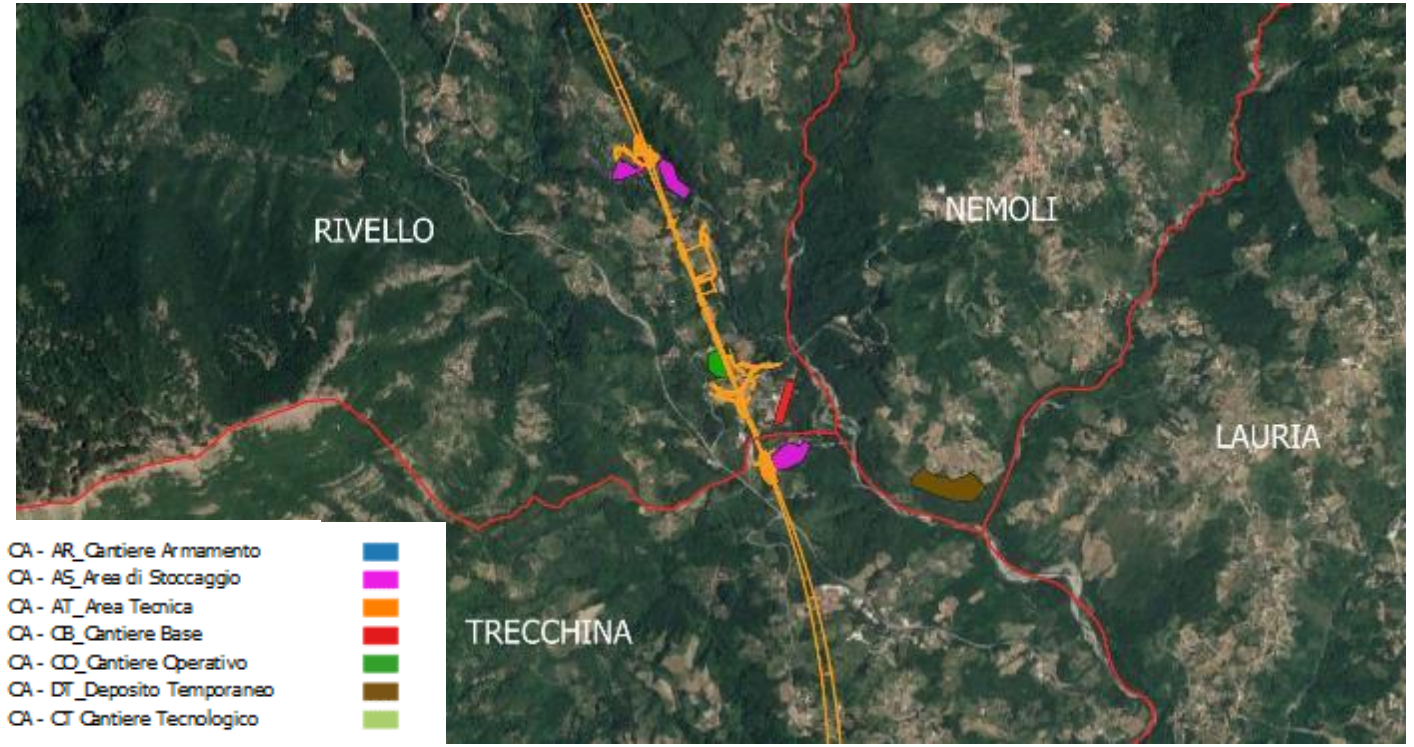 RIVELLO
NEMOLI
LAURIA
TRECCHINA
CA - AR_Cantiere Armamento
CA - AS_Area di Stoccaggio
CA - AT_Area Tecnica
CA - CB_Cantiere Base
CA - CO_Cantiere Operativo
CA - DT_Deposito Temporaneo
CA - CT Cantiere Tecnologico